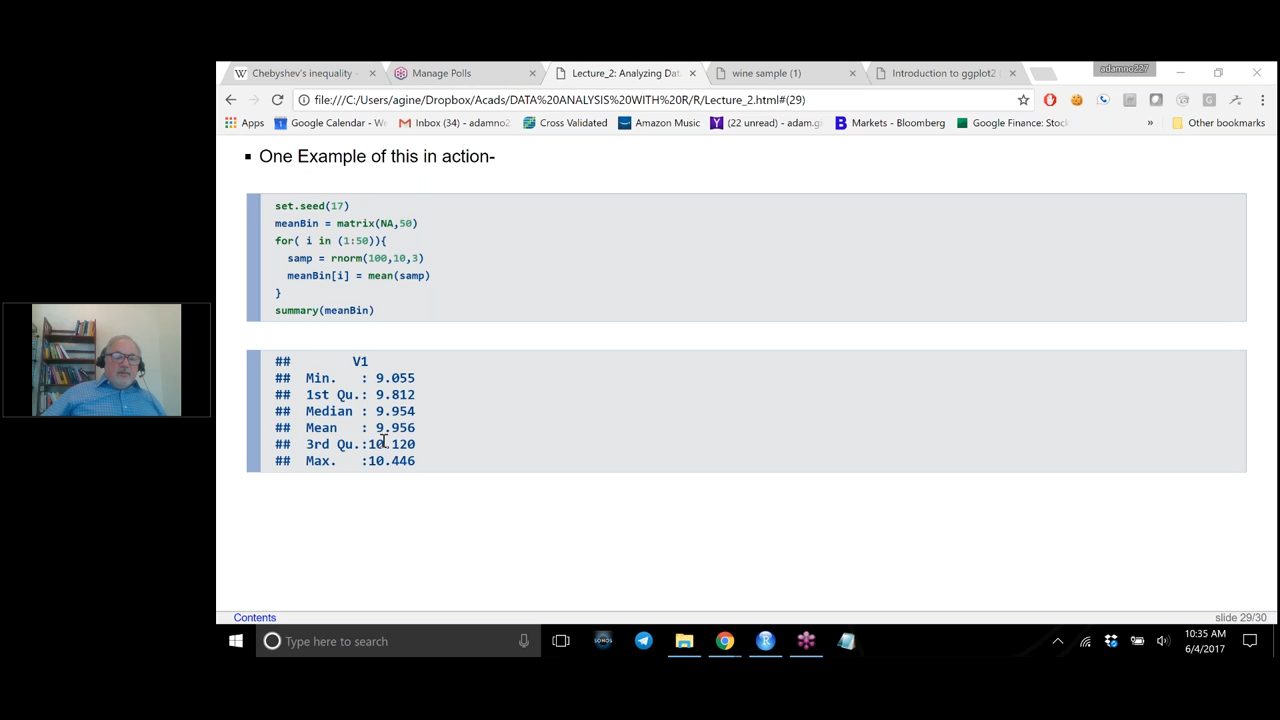 adamno227
Chebyshev's inequality -
Manage Polls
Lecture_2: Analyzing Dat
wine sample (1)
Introduction to ggplot2
file:///C:/Users/agine/Dropbox/Acads/DATA%20ANALYSIS%20WITH%20R/R/Lecture_2.html#(29)
Apps
Google Calendar - We
Inbox (34) - adamno2
Cross Validated
Amazon Music
(22 unread) - adam.gi
Markets - Bloomberg
Google Finance: Stock
»
Other bookmarks
▪ One Example of this in action-
set.seed(17)
meanBin = matrix(NA,50)
for( i in (1:50)){
samp = rnorm(100,10,3)
meanBin[i] = mean(samp)
}
summary(meanBin)
## V1
## Min. : 9.055
## 1st Qu.: 9.812
## Median : 9.954
## Mean : 9.956
## 3rd Qu.:10.120
## Max. :10.446
Contents
slide 29/30
Type here to search
SONOS
10:35 AM
6/4/2017